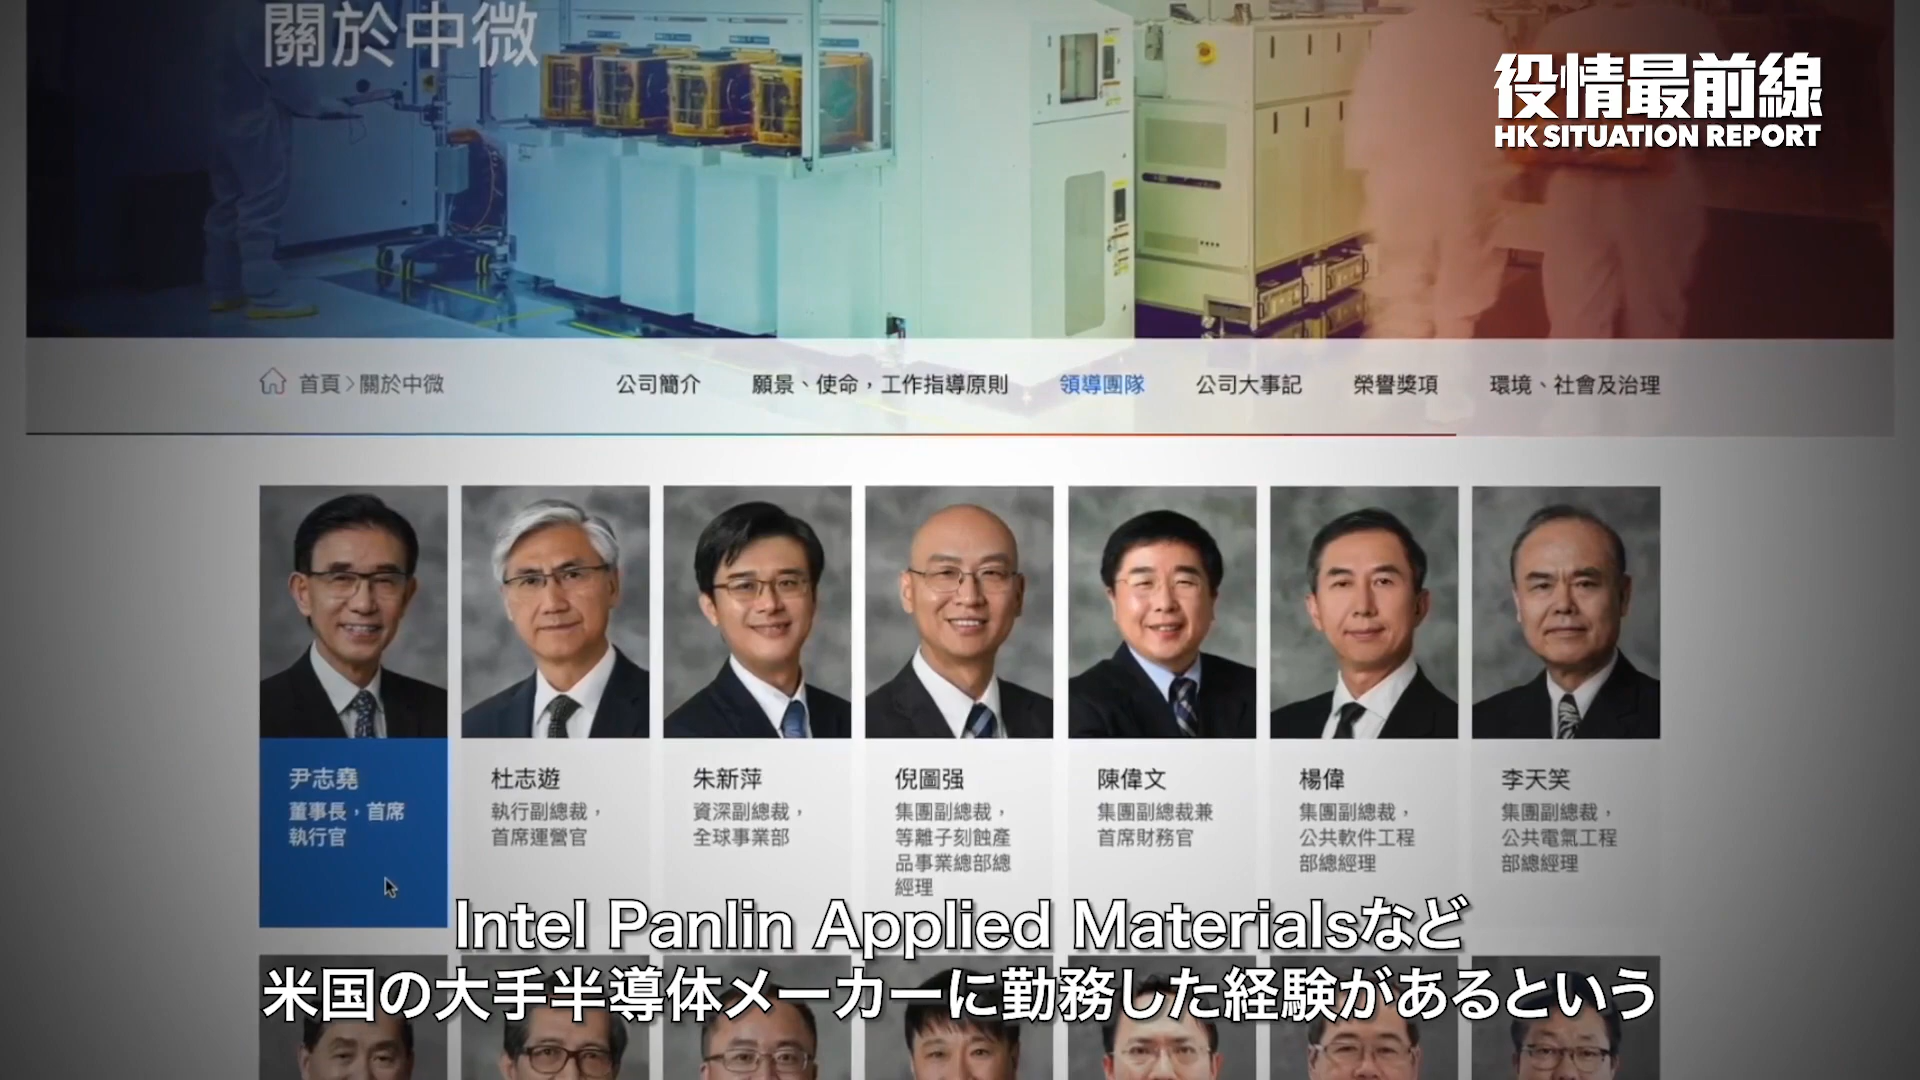 關於中微
役情最前線
HK SITUATION REPORT
首頁>關於中微
公司簡介
願景、使命，工作指導原則
領導團隊
公司大事記
榮譽獎項
環境、社會及治理
尹志堯
董事長，首席
執行官
杜志遊
執行副總裁，
首席運營官
朱新萍
資深副總裁，
全球事業部
倪圖强
集團副總裁，
等離子刻蝕產
品事業總部總
經理
陳偉文
集團副總裁兼
首席財務官
楊偉
集團副總裁，
公共軟件工程
部總經理
李天笑
集團副總裁，
公共電氣工程
部總經理
Intel Panlin Applied Materialsなど
米国の大手半導体メーカーに勤務した経験があるという